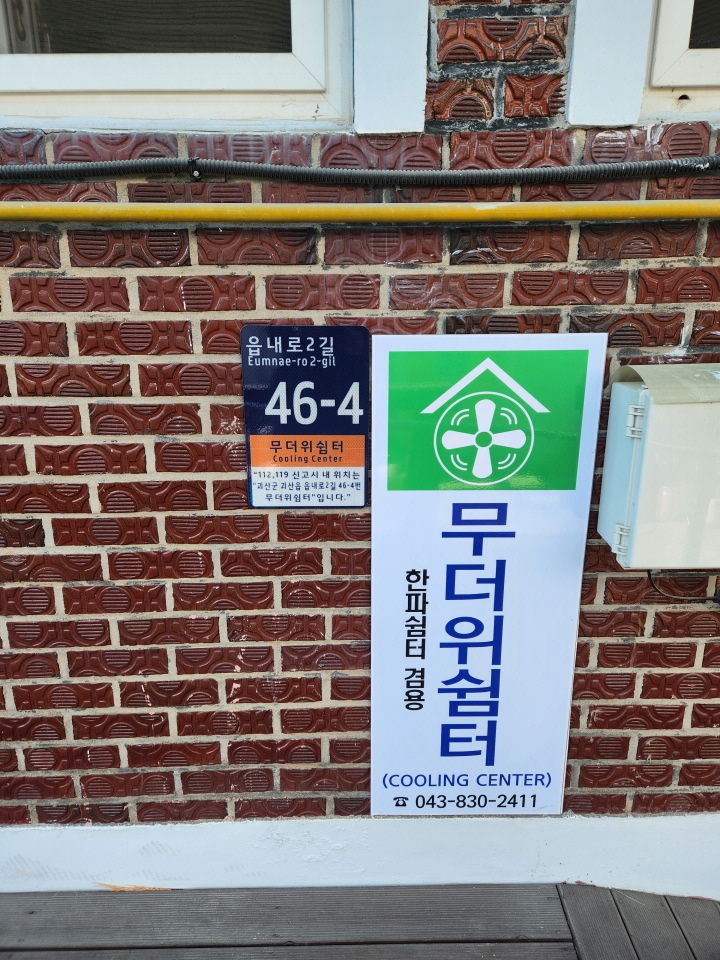 읍내로2길
Eumnae-ro 2-gil
46-4
무더위쉼터
Cooling Center
"112,119 신고시 내 위치는
"괴산군 괴산읍 읍내로2길 46-4번
무더위쉼터"입니다."
무더위쉼터
한파쉼터 겸용
(COOLING CENTER)
☎ 043-830-2411